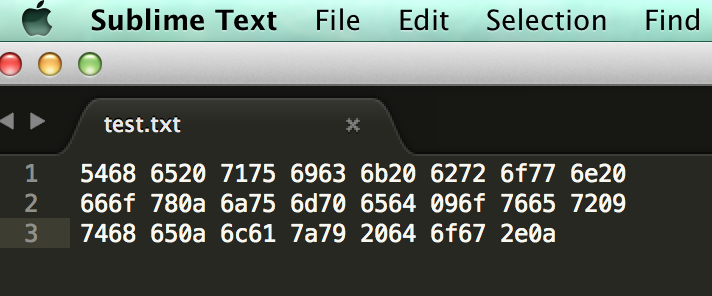 Sublime Text File Edit Selection Find
test.txt
1 5468 6520 7175 6963 6b20 6272 6f77 6e20
2 666f 780a 6a75 6d70 6564 096f 7665 7209
3 7468 650a 6c61 7a79 2064 6f67 2e0a